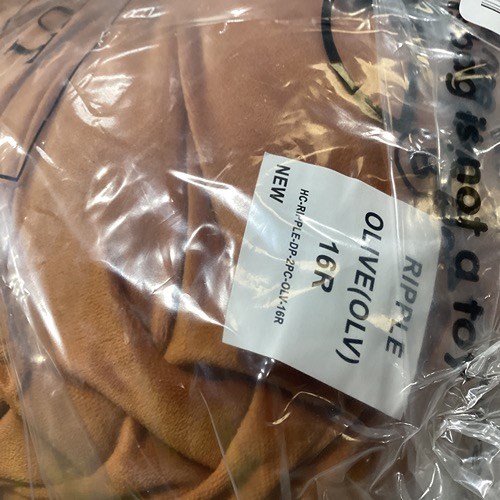 RIPPLE
OLIVE(OLV)
16R
HC-RIPPLE-DP-2PC-OLV-16R
NEW
bag is not a toy